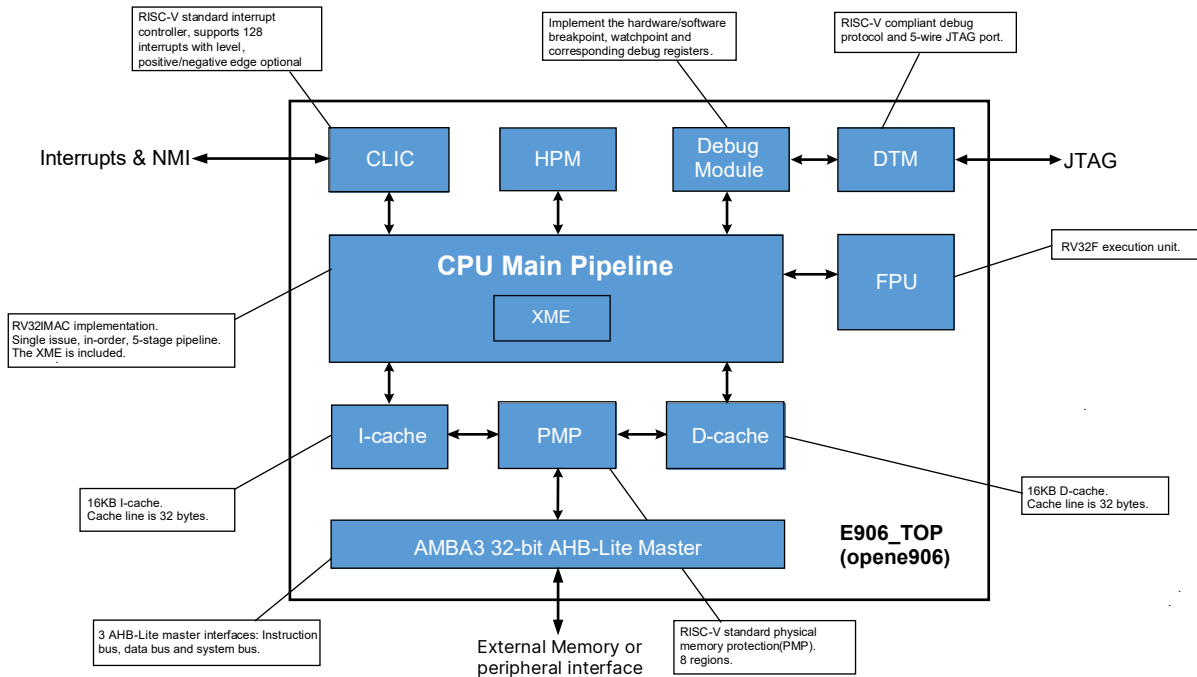 RISC-V standard interrupt
controller, supports 128
interrupts with level,
positive/negative edge optional
Implement the hardware/software
breakpoint, watchpoint and
corresponding debug registers.
RISC-V compliant debug
protocol and 5-wire JTAG port.
Interrupts & NMI
CLIC
HPM
Debug
Module
DTM
JTAG
CPU Main Pipeline
XME
FPU
RV32F execution unit.
RV32IMAC implementation.
Single issue, in-order, 5-stage pipeline.
The XME is included.
I-cache
PMP
D-cache
16KB I-cache.
Cache line is 32 bytes.
16KB D-cache.
Cache line is 32 bytes.
AMBA3 32-bit AHB-Lite Master
E906_TOP
(opene906)
3 AHB-Lite master interfaces: Instruction
bus, data bus and system bus.
External Memory or
peripheral interface
RISC-V standard physical
memory protection(PMP).
8 regions.